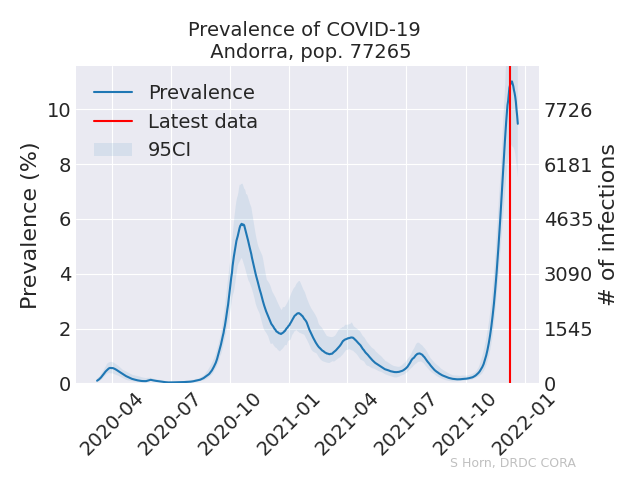 Prevalence of COVID-19
Andorra, pop. 77265
Prevalence
Latest data
95CI
Prevalence (%)
10
8
6
4
2
0
7726
6181
4635
3090
1545
0
# of infections
2020-04
2020-07
2020-10
2021-01
2021-04
2021-07
2021-10
2022-01
S Horn, DRDC CORA